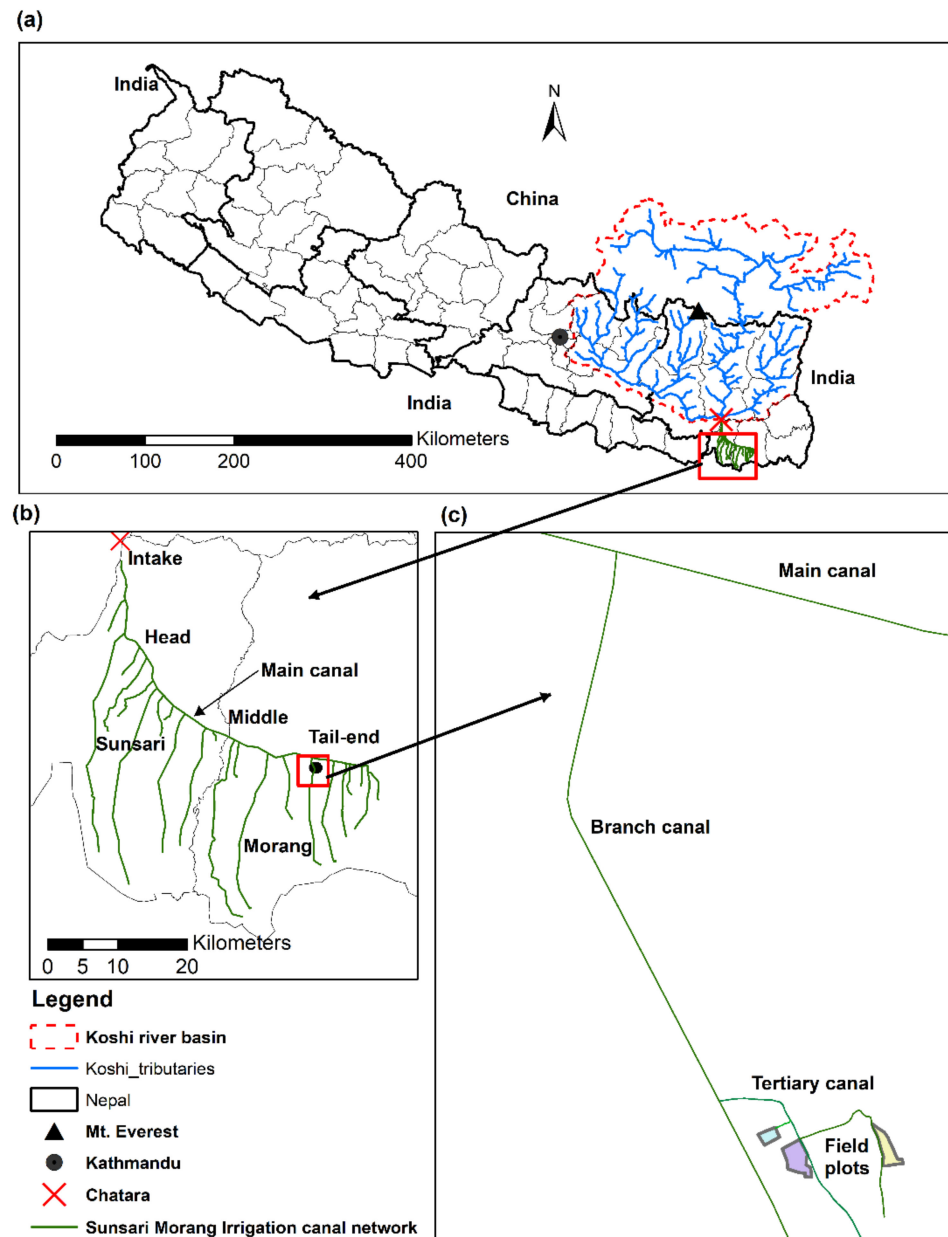 (a)
India
N
China
India
India
Kilometers
0 100 200 400
(b)
(c)
Intake
Main canal
Head
Main canal
Middle
Sunsari
Tail-end
Branch canal
Morang
Kilometers
0 5 10 20
Legend
Koshi river basin
Koshi_tributaries
Tertiary canal
Nepal
Mt. Everest
Field
plots
Kathmandu
Chatara
Sunsari Morang Irrigation canal network